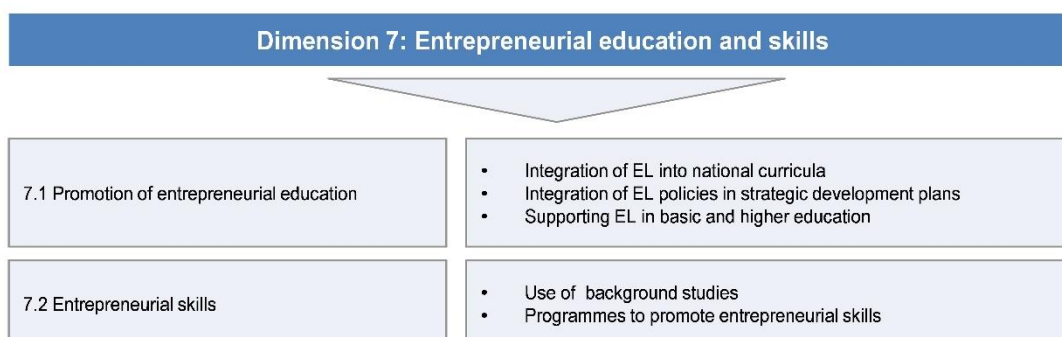 Dimension 7: Entrepreneurial education and skills
7.1 Promotion of entrepreneurial education
• Integration of EL into national curricula
• Integration of EL policies in strategic development plans
• Supporting EL in basic and higher education
7.2 Entrepreneurial skills
• Use of background studies
• Programmes to promote entrepreneurial skills